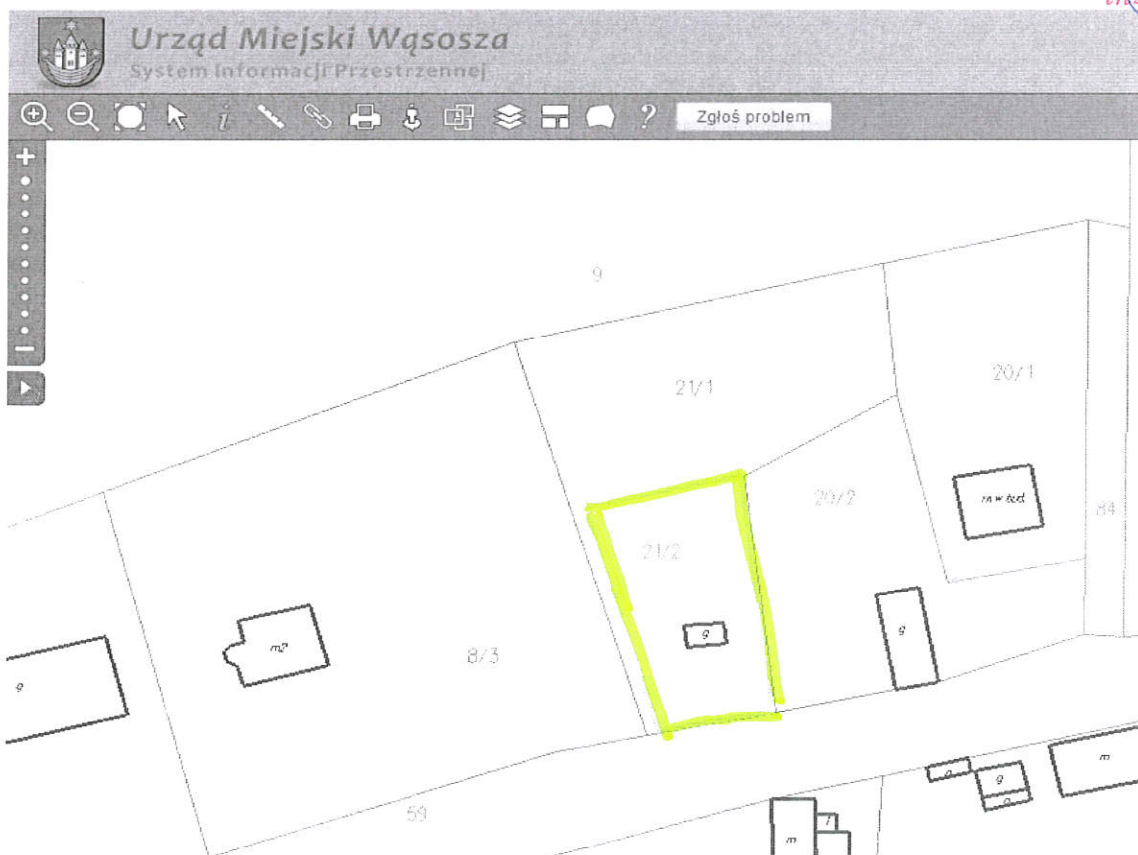 Urząd Miejski Wąsosza
System Informacji Przestrzennej
i ? Zgłoś problem
9
21/1
20/1
20/2
m w bud
84
21/2
g
g
m2
8/3
g
m
g
59
m